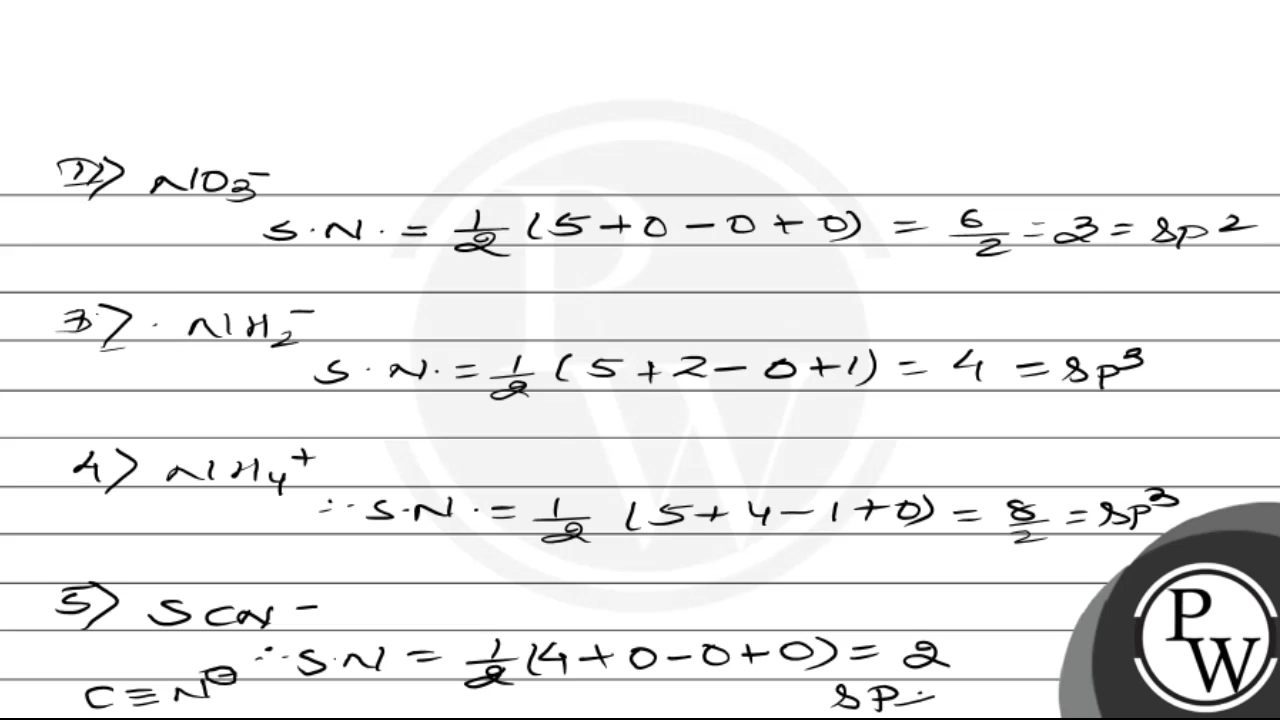 2) NO3⁻
S.N. = 1/2 (5+0-0+0) = 6/2 = 3 = sp²
3) NH2⁻
S.N. = 1/2 (5+2-0+1) = 4 = sp³
4) NH4⁺
∴ S.N. = 1/2 (5+4-1+0) = 8/2 = sp³
5) SCN⁻
∴ S.N = 1/2 (4+0-0+0) = 2
C≡N⊖ sp.
PW
PW